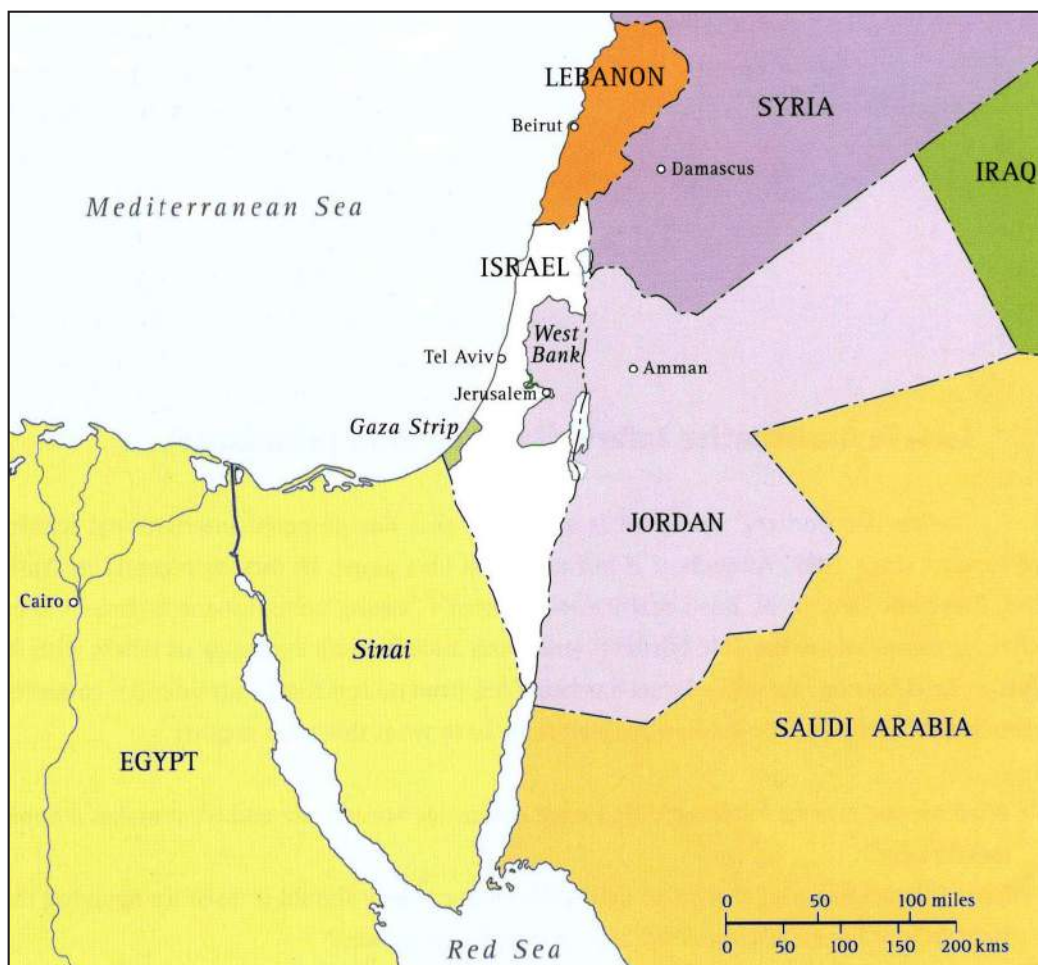 LEBANON
Beirut
SYRIA
Damascus
IRAQ
Mediterranean Sea
ISRAEL
West
Bank
Tel Aviv
Amman
Jerusalem
Gaza Strip
JORDAN
Cairo
Sinai
EGYPT
SAUDI ARABIA
Red Sea
0 50 100 miles
0 50 100 150 200 kms